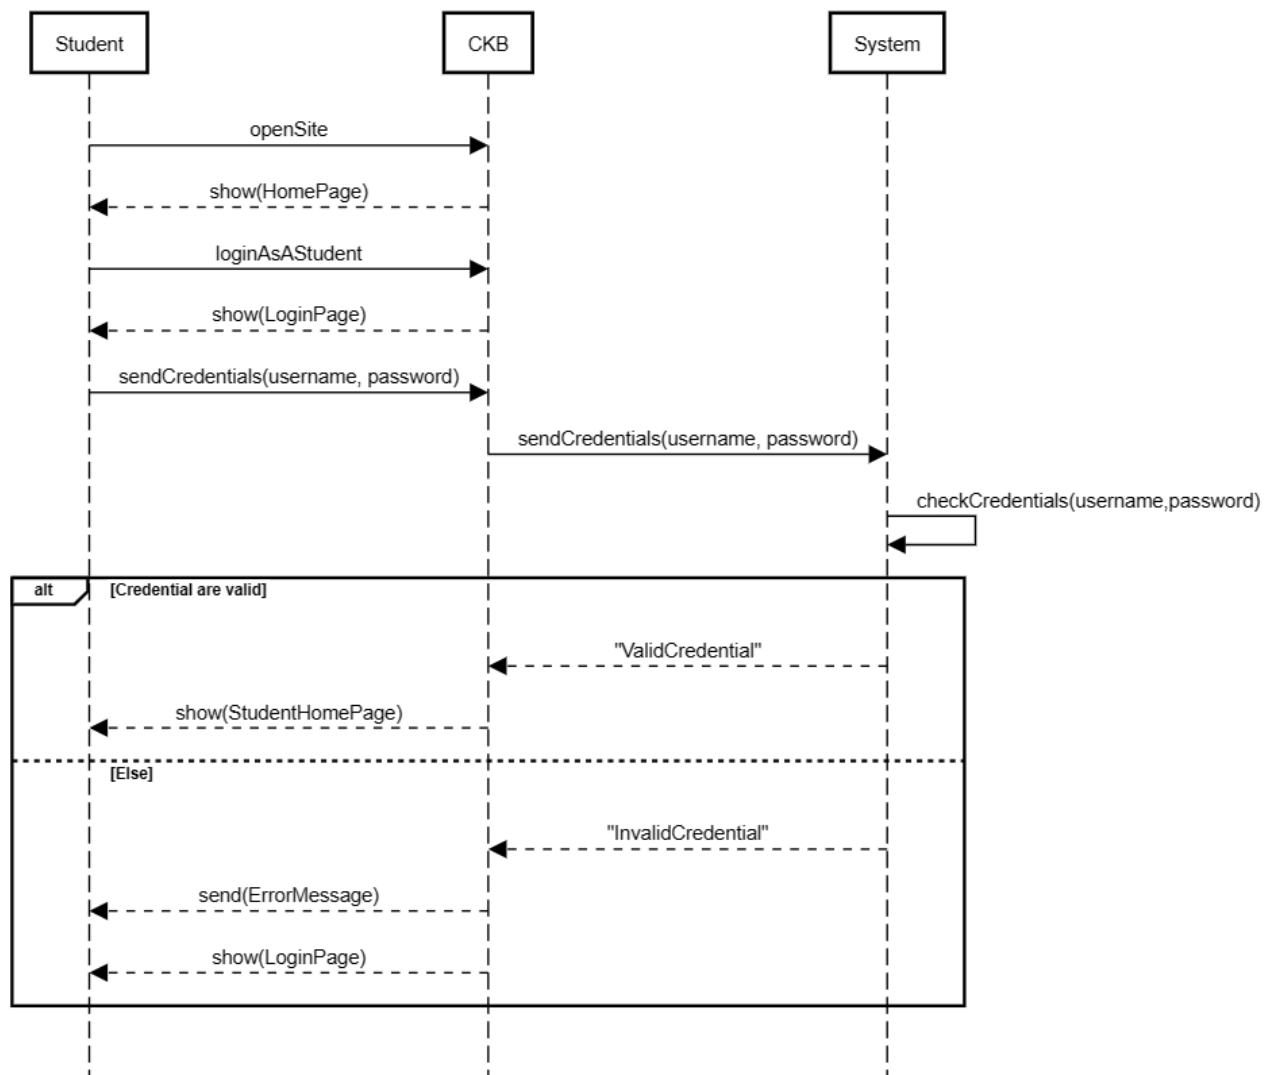 Student
CKB
System
openSite
show(HomePage)
loginAsAStudent
show(LoginPage)
sendCredentials(username, password)
sendCredentials(username, password)
checkCredentials(username,password)
alt
[Credential are valid]
"ValidCredential"
show(StudentHomePage)
[Else]
"InvalidCredential"
send(ErrorMessage)
show(LoginPage)